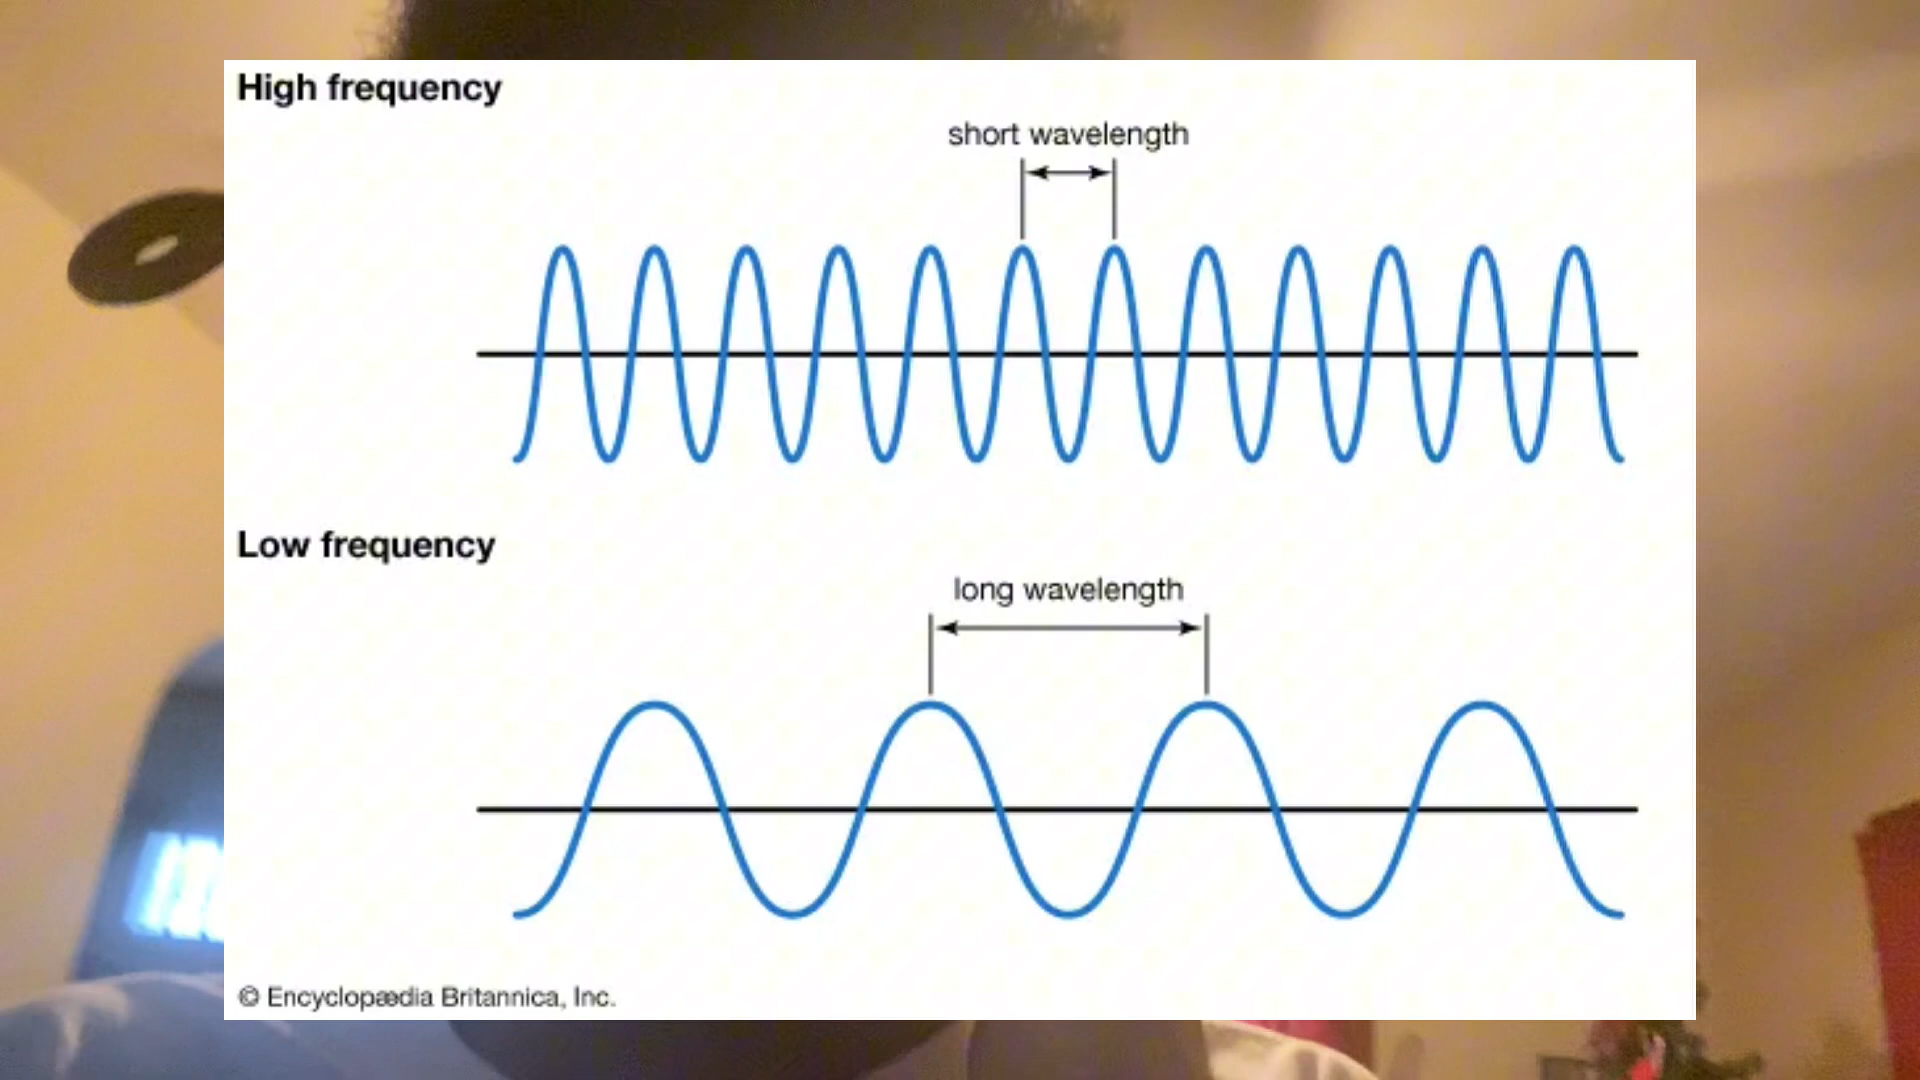 High frequency
short wavelength
Low frequency
long wavelength
© Encyclopædia Britannica, Inc.